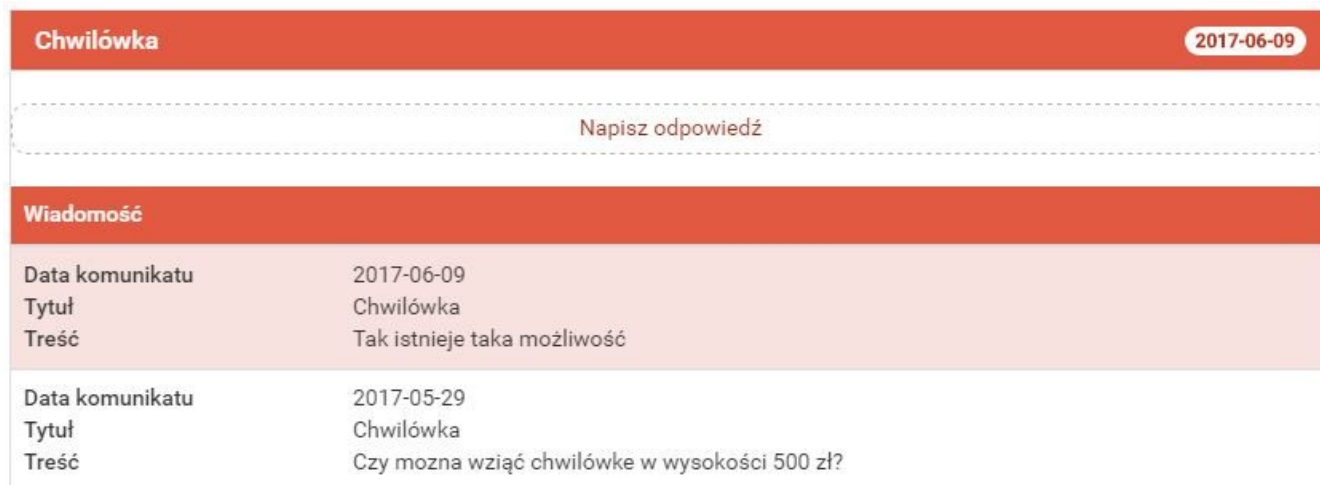 Chwilówka 2017-06-09
Napisz odpowiedź
Wiadomość
Data komunikatu 2017-06-09
Tytuł Chwilówka
Treść Tak istnieje taka możliwość
Data komunikatu 2017-05-29
Tytuł Chwilówka
Treść Czy mozna wziąć chwilówke w wysokości 500 zł?